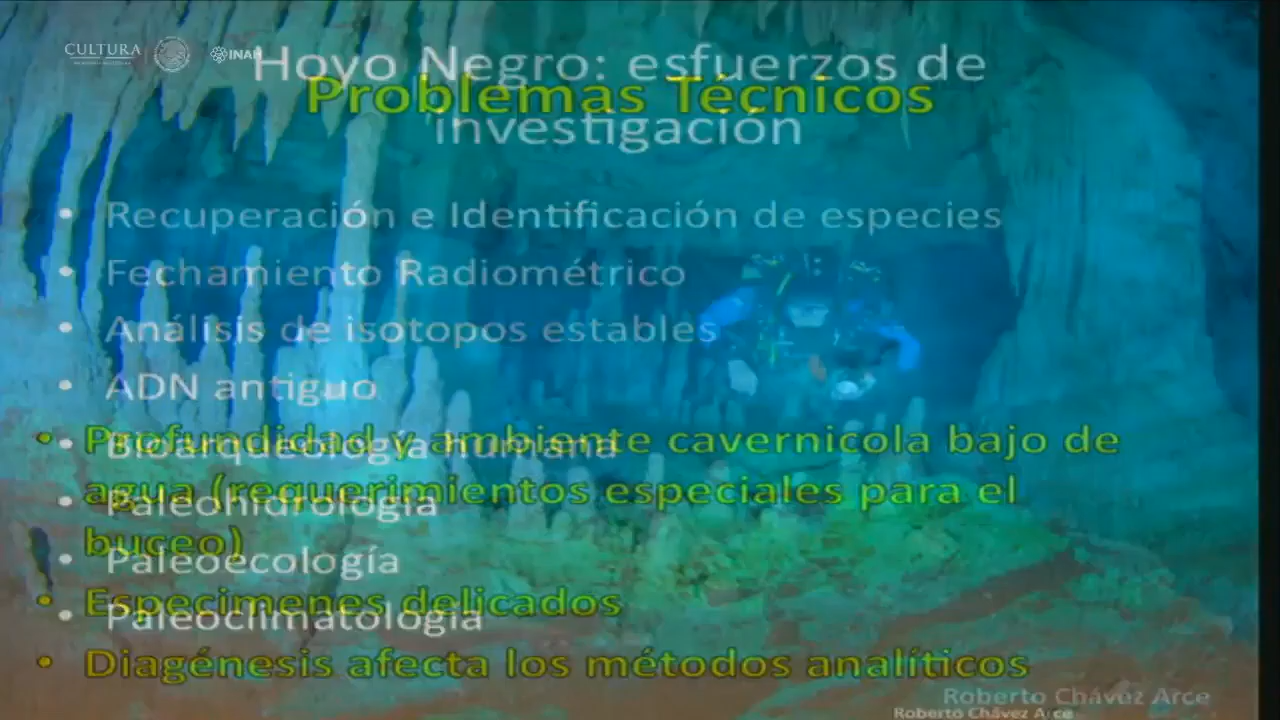 CULTURA
INAH
Hoyo Negro: esfuerzos de
investigación
Problemas Técnicos
• Recuperación e Identificación de especies
• Fechamiento Radiométrico
• Análisis de isotopos estables
• ADN antiguo
• Bioarqueología humana
• Paleohidrología
• Paleoecología
• Paleoclimatología
• Profundidad y ambiente cavernicola bajo de
agua (requerimientos especiales para el
buceo)
• Especimenes delicados
• Diagénesis afecta los métodos analíticos
Roberto Chávez Arce
Roberto Chávez Arce